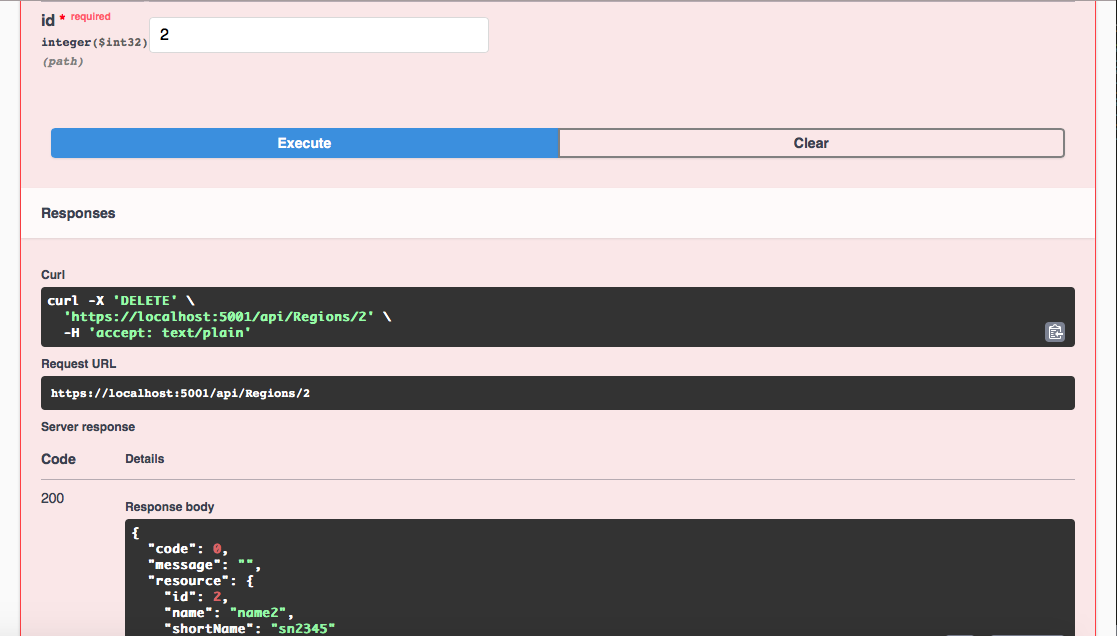 id * required
integer($int32)
(path)
2
Execute
Clear
Responses
Curl
curl -X 'DELETE' \
'https://localhost:5001/api/Regions/2' \
-H 'accept: text/plain'
Request URL
https://localhost:5001/api/Regions/2
Server response
Code Details
200
Response body
{
"code": 0,
"message": "",
"resource": {
"id": 2,
"name": "name2",
"shortName": "sn2345"